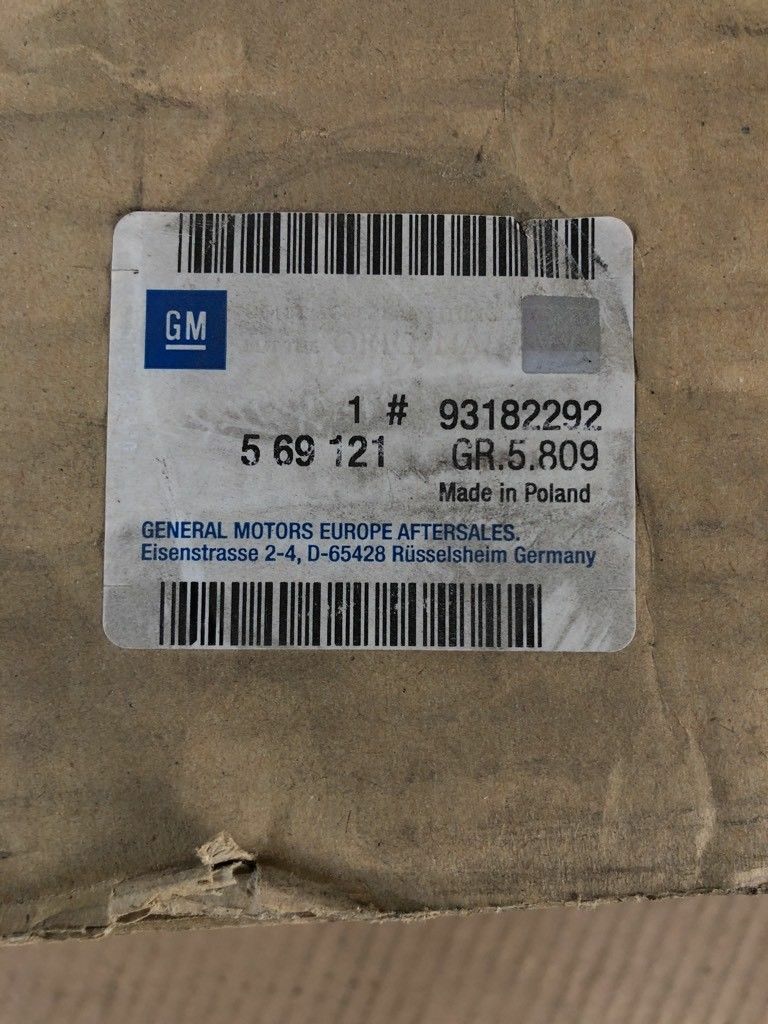 GM
1 # 93182292
5 69 121 GR.5.809
Made in Poland
GENERAL MOTORS EUROPE AFTERSALES.
Eisenstrasse 2-4, D-65428 Rüsselsheim Germany